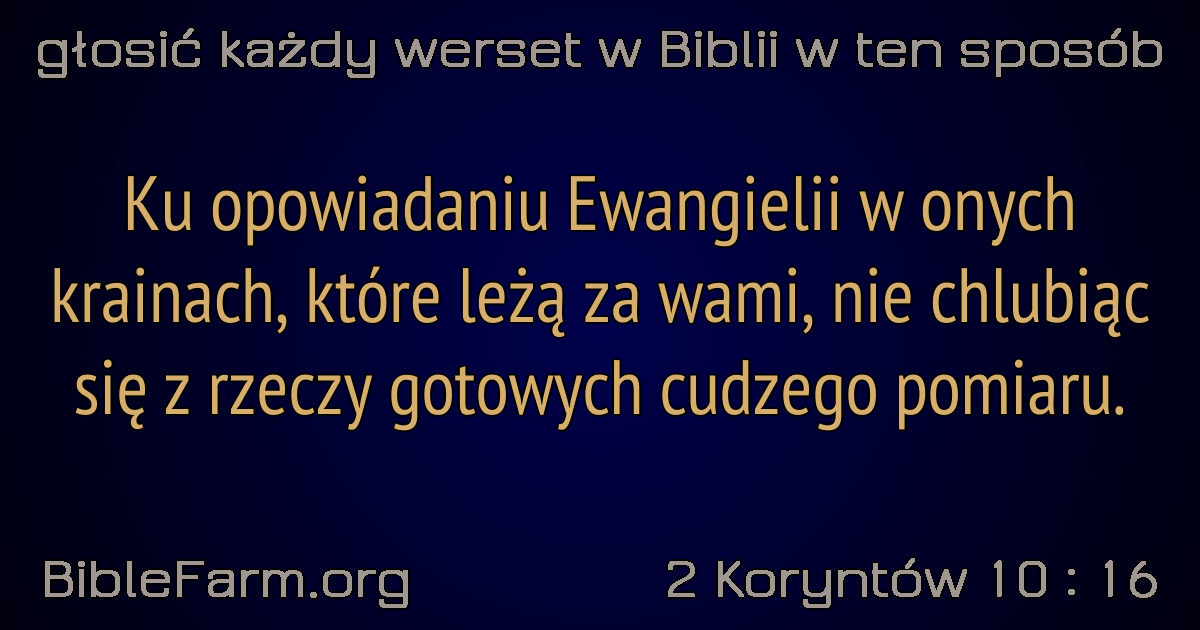 głosić każdy werset w Biblii w ten sposób
Ku opowiadaniu Ewangielii w onych
krainach, które leżą za wami, nie chlubiąc
się z rzeczy gotowych cudzego pomiaru.
BibleFarm.org
2 Koryntów 10 : 16